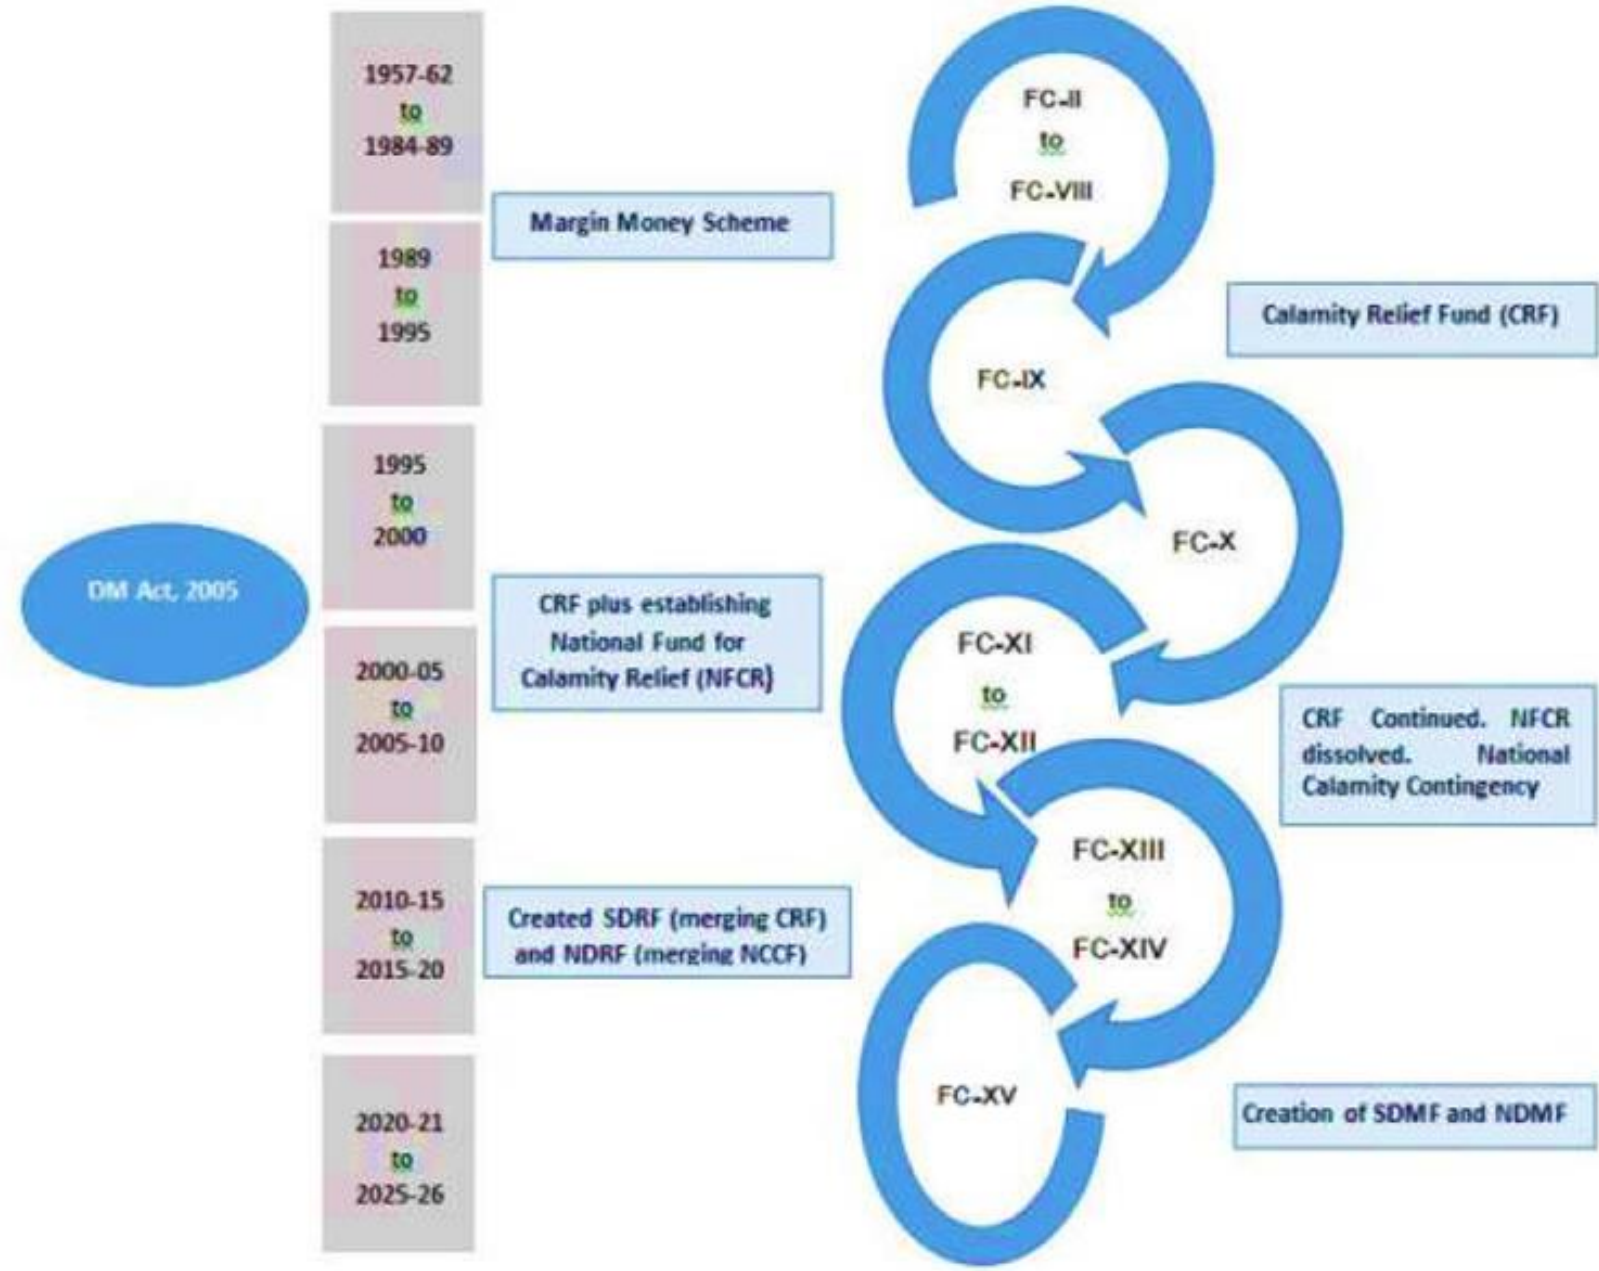 1957-62
to
1984-89
FC-II
to
FC-VIII
Margin Money Scheme
1989
to
1995
Calamity Relief Fund (CRF)
FC-IX
1995
to
2000
FC-X
DM Act, 2005
CRF plus establishing
National Fund for
Calamity Relief (NFCR)
2000-05
to
2005-10
FC-XI
to
FC-XII
CRF Continued. NFCR
dissolved. National
Calamity Contingency
2010-15
to
2015-20
Created SDRF (merging CRF)
and NDRF (merging NCCF)
FC-XIII
to
FC-XIV
2020-21
to
2025-26
FC-XV
Creation of SDMF and NDMF